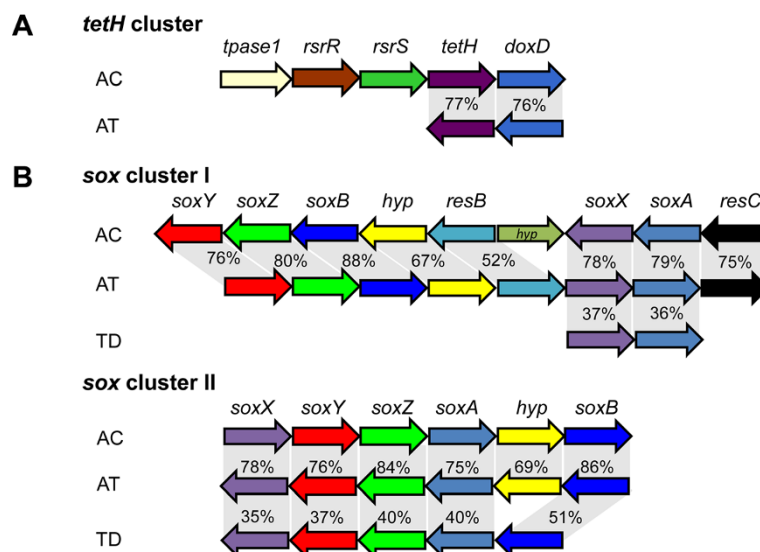 A tetH cluster
tpase1 rsrR rsrS tetH doxD
AC
77% 76%
AT
B sox cluster I
soxY soxZ soxB hyp resB soxX soxA resC
AC hyp
76% 80% 88% 67% 52% 78% 79% 75%
AT
37% 36%
TD
sox cluster II
soxX soxY soxZ soxA hyp soxB
AC
78% 76% 84% 75% 69% 86%
AT
35% 37% 40% 40% 51%
TD